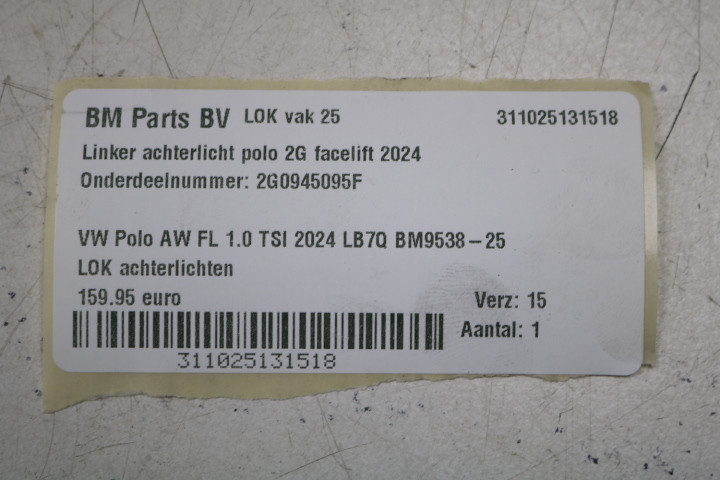 BM Parts BV LOK vak 25 311025131518
Linker achterlicht polo 2G facelift 2024
Onderdeelnummer: 2G0945095F
VW Polo AW FL 1.0 TSI 2024 LB7Q BM9538-25
LOK achterlichten
159.95 euro Verz: 15
Aantal: 1
311025131518